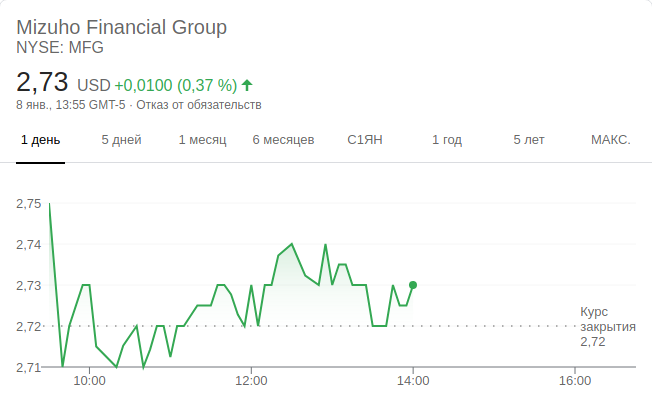 Mizuho Financial Group
NYSE: MFG
2,73 USD +0,0100 (0,37 %)
8 янв., 13:55 GMT-5 · Отказ от обязательств
1 день 5 дней 1 месяц 6 месяцев С1ЯН 1 год 5 лет МАКС.
2,75
2,74
2,73
2,72
2,71
Курс
закрытия
2,72
10:00 12:00 14:00 16:00